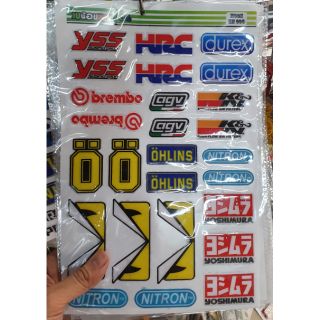 YSS HRC durex
YSS HRC durex
brembo agv K&N
brembo agv K&N
Ö Ö ÖHLINS NITRON
ÖHLINS NITRON
ヨシムラ
YOSHIMURA
ヨシムラ
YOSHIMURA
NITRON NITRON